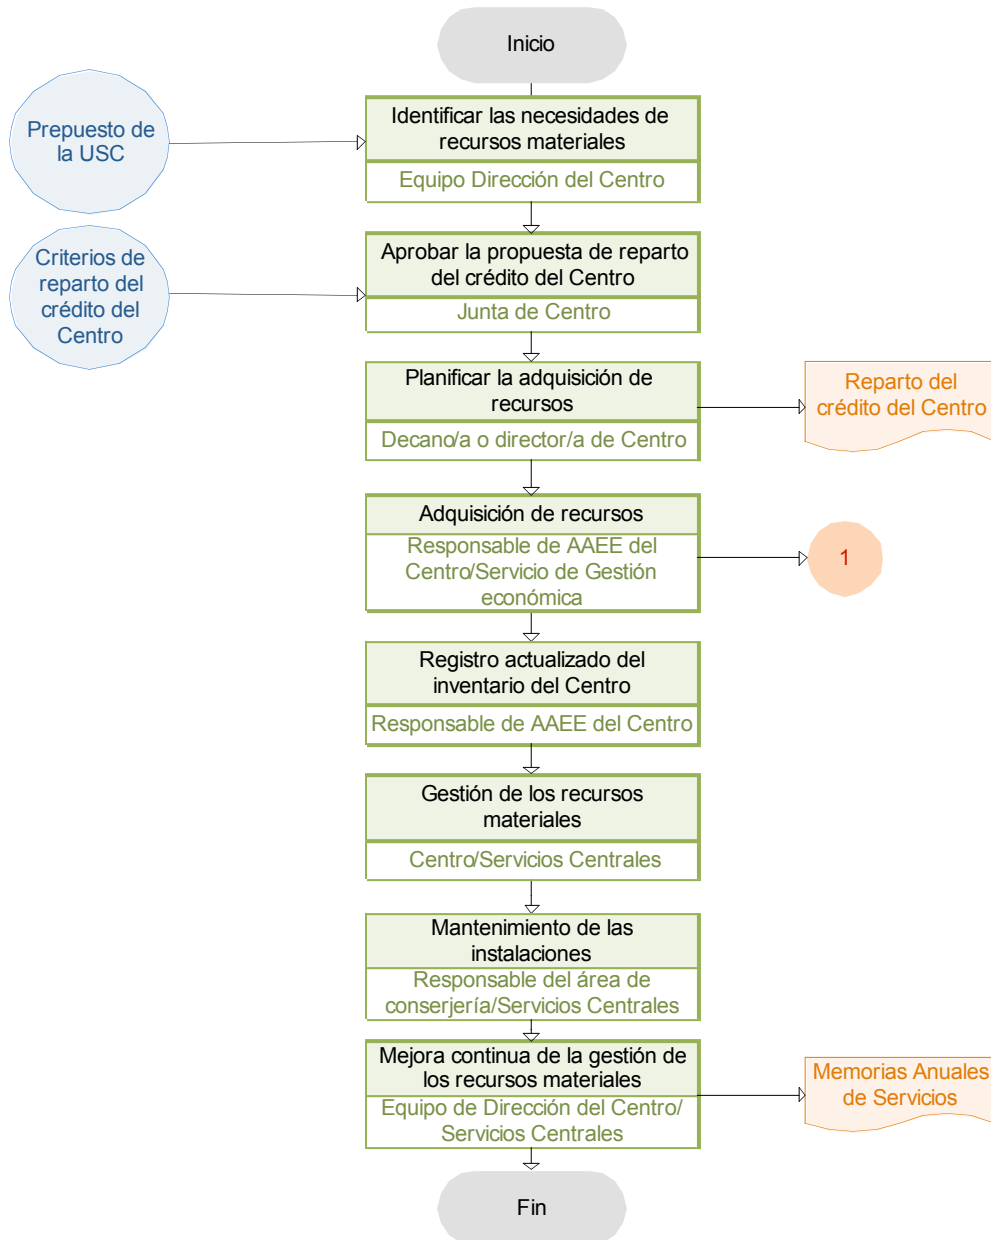 Inicio
Prepuesto de
la USC
Identificar las necesidades de
recursos materiales
Equipo Dirección del Centro
Criterios de
reparto del
crédito del
Centro
Aprobar la propuesta de reparto
del crédito del Centro
Junta de Centro
Planificar la adquisición de
recursos
Decano/a o director/a de Centro
Reparto del
crédito del Centro
Adquisición de recursos
Responsable de AAEE del
Centro/Servicio de Gestión
económica
1
Registro actualizado del
inventario del Centro
Responsable de AAEE del Centro
Gestión de los recursos
materiales
Centro/Servicios Centrales
Mantenimiento de las
instalaciones
Responsable del área de
conserjería/Servicios Centrales
Mejora continua de la gestión de
los recursos materiales
Equipo de Dirección del Centro/
Servicios Centrales
Memorias Anuales
de Servicios
Fin